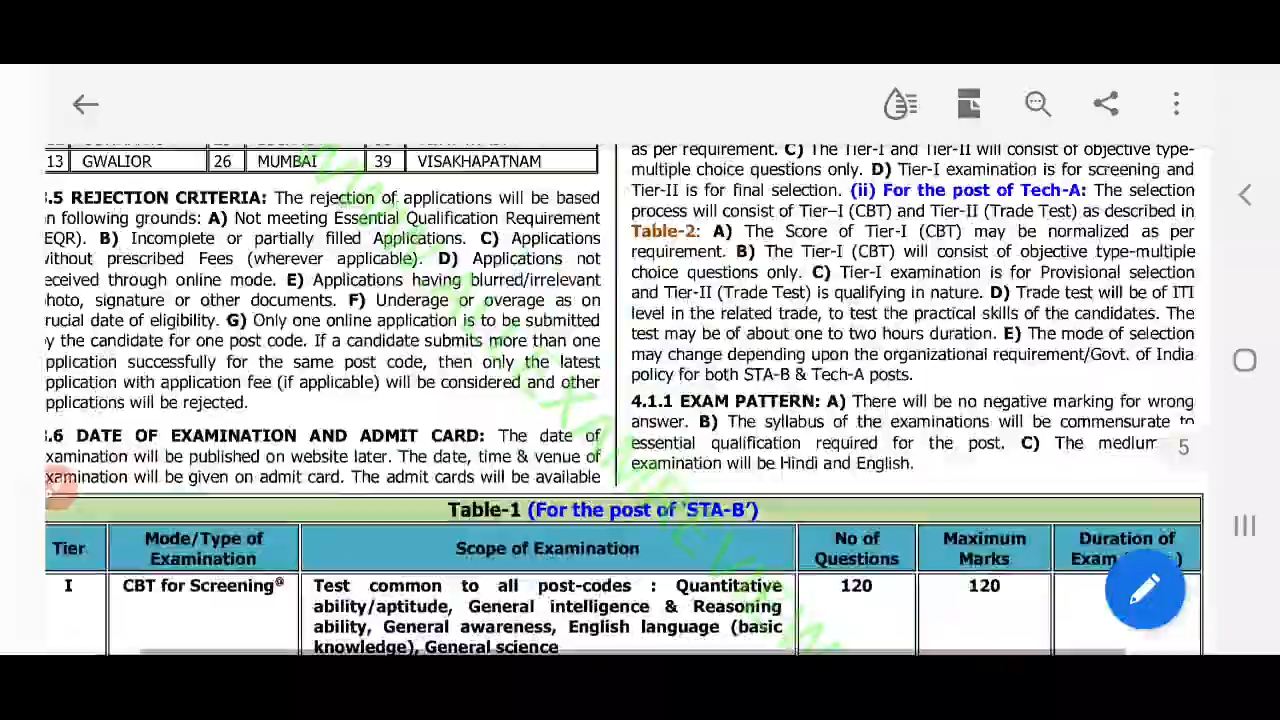 13 GWALIOR 26 MUMBAI 39 VISAKHAPATNAM
.5 REJECTION CRITERIA: The rejection of applications will be based
n following grounds: A) Not meeting Essential Qualification Requirement
EQR). B) Incomplete or partially filled Applications. C) Applications
ithout prescribed Fees (wherever applicable). D) Applications not
eceived through online mode. E) Applications having blurred/irrelevant
hoto, signature or other documents. F) Underage or overage as on
rucial date of eligibility. G) Only one online application is to be submitted
y the candidate for one post code. If a candidate submits more than one
pplication successfully for the same post code, then only the latest
pplication with application fee (if applicable) will be considered and other
pplications will be rejected.
.6 DATE OF EXAMINATION AND ADMIT CARD: The date of
xamination will be published on website later. The date, time & venue of
xamination will be given on admit card. The admit cards will be available
as per requirement. C) The Tier-I and Tier-II will consist of objective type-
multiple choice questions only. D) Tier-I examination is for screening and
Tier-II is for final selection. (ii) For the post of Tech-A: The selection
process will consist of Tier–I (CBT) and Tier-II (Trade Test) as described in
Table-2: A) The Score of Tier-I (CBT) may be normalized as per
requirement. B) The Tier-I (CBT) will consist of objective type-multiple
choice questions only. C) Tier-I examination is for Provisional selection
and Tier-II (Trade Test) is qualifying in nature. D) Trade test will be of ITI
level in the related trade, to test the practical skills of the candidates. The
test may be of about one to two hours duration. E) The mode of selection
may change depending upon the organizational requirement/Govt. of India
policy for both STA-B & Tech-A posts.
4.1.1 EXAM PATTERN: A) There will be no negative marking for wrong
answer. B) The syllabus of the examinations will be commensurate to
essential qualification required for the post. C) The medium
examination will be Hindi and English.
5
Table-1 (For the post of 'STA-B')
Tier Mode/Type of Examination Scope of Examination No of Questions Maximum Marks Duration of Exam
I CBT for Screening@ Test common to all post-codes : Quantitative 120 120
ability/aptitude, General intelligence & Reasoning
ability, General awareness, English language (basic
knowledge), General science